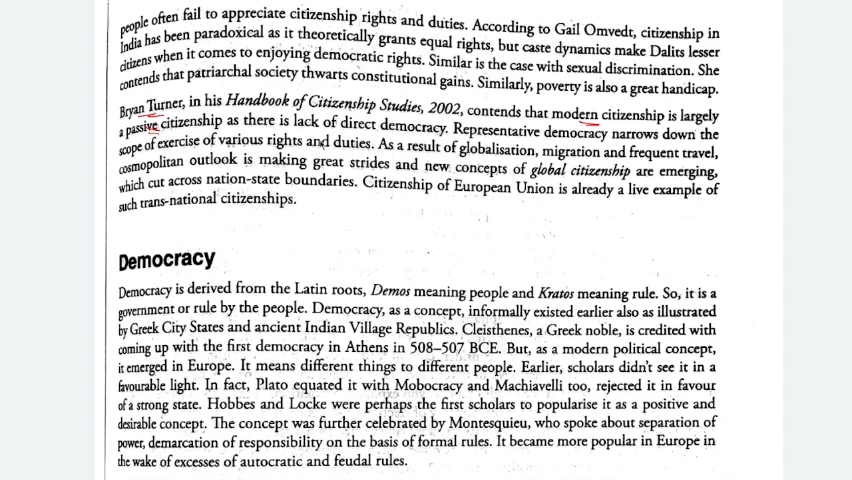 people often fail to appreciate citizenship rights and duties. According to Gail Omvedt, citizenship in
India has been paradoxical as it theoretically grants equal rights, but caste dynamics make Dalits lesser
citizens when it comes to enjoying democratic rights. Similar is the case with sexual discrimination. She
contends that patriarchal society thwarts constitutional gains. Similarly, poverty is also a great handicap.
Bryan Turner, in his Handbook of Citizenship Studies, 2002, contends that modern citizenship is largely
a passive citizenship as there is lack of direct democracy. Representative democracy narrows down the
scope of exercise of various rights and duties. As a result of globalisation, migration and frequent travel,
cosmopolitan outlook is making great strides and new concepts of global citizenship are emerging,
which cut across nation-state boundaries. Citizenship of European Union is already a live example of
such trans-national citizenships.
Democracy
Democracy is derived from the Latin roots, Demos meaning people and Kratos meaning rule. So, it is a
government or rule by the people. Democracy, as a concept, informally existed earlier also as illustrated
by Greek City States and ancient Indian Village Republics. Cleisthenes, a Greek noble, is credited with
coming up with the first democracy in Athens in 508–507 BCE. But, as a modern political concept,
it emerged in Europe. It means different things to different people. Earlier, scholars didn't see it in a
favourable light. In fact, Plato equated it with Mobocracy and Machiavelli too, rejected it in favour
of a strong state. Hobbes and Locke were perhaps the first scholars to popularise it as a positive and
desirable concept. The concept was further celebrated by Montesquieu, who spoke about separation of
power, demarcation of responsibility on the basis of formal rules. It became more popular in Europe in
the wake of excesses of autocratic and feudal rules.